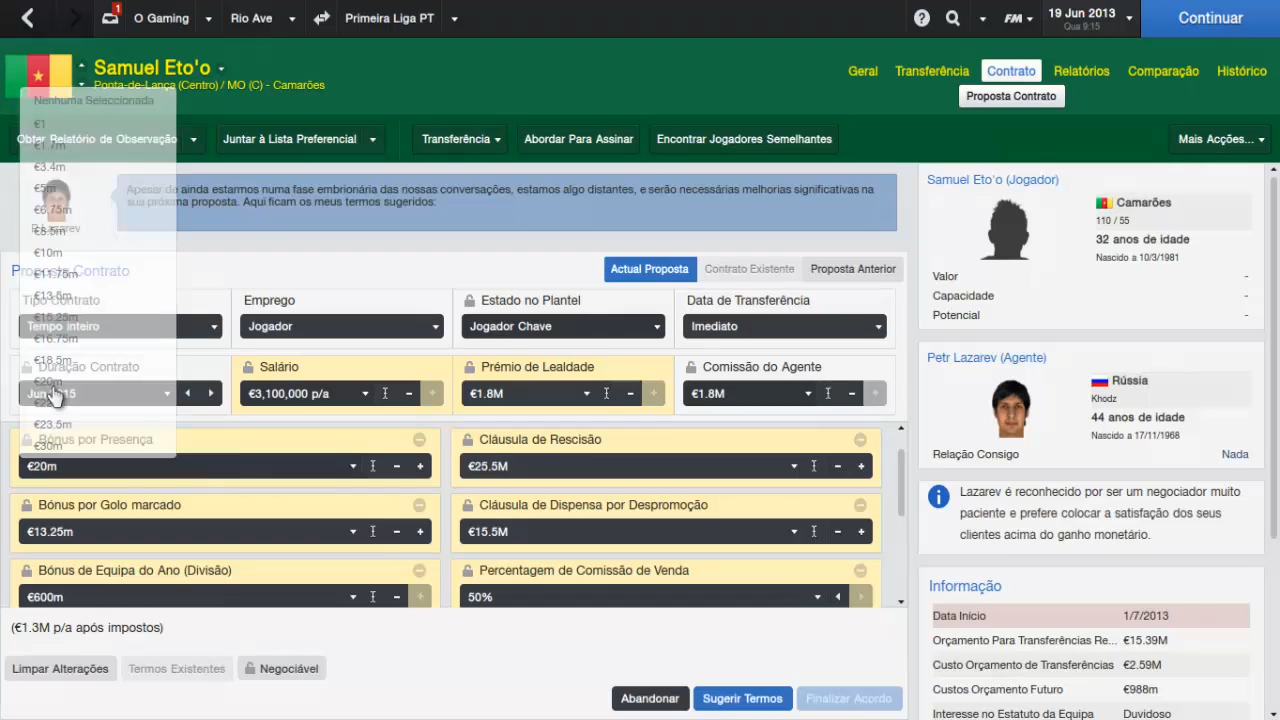 1
O Gaming
Rio Ave
Primeira Liga PT
FM
19 Jun 2013
Qua 9:15
Continuar
Samuel Eto'o
Ponta-de-Lança (Centro) / MO (C) - Camarões
Geral
Transferência
Contrato
Relatórios
Comparação
Histórico
Proposta Contrato
Obter Relatório de Observação
Juntar à Lista Preferencial
Transferência
Abordar Para Assinar
Encontrar Jogadores Semelhantes
Mais Acções...
Nenhuma Seleccionada
€1
€1.7m
€3.4m
€5m
€6.75m
€8.5m
€10m
€11.75m
€13.5m
€15.25m
€16.75m
€18.5m
€20m
€23.5m
€30m
Apesar de ainda estarmos numa fase embrionária das nossas conversações, estamos algo distantes, e serão necessárias melhorias significativas na
sua próxima proposta. Aqui ficam os meus termos sugeridos:
Lazarev
Contrato
Actual Proposta
Contrato Existente
Proposta Anterior
Tipo Contrato
Emprego
Estado no Plantel
Data de Transferência
Tempo Inteiro
Jogador
Jogador Chave
Imediato
Duração Contrato
Salário
Prémio de Lealdade
Comissão do Agente
€3,100,000 p/a
€1.8M
€1.8M
Bónus por Presença
Cláusula de Rescisão
€20m
€25.5M
Bónus por Golo marcado
Cláusula de Dispensa por Despromoção
€13.25m
€15.5M
Bónus de Equipa do Ano (Divisão)
Percentagem de Comissão de Venda
€600m
50%
(€1.3M p/a após impostos)
Limpar Alterações
Termos Existentes
Negociável
Abandonar
Sugerir Termos
Finalizar Acordo
Samuel Eto'o (Jogador)
Camarões
110 / 55
32 anos de idade
Nascido a 10/3/1981
Valor -
Capacidade -
Potencial -
Petr Lazarev (Agente)
Rússia
Khodz
44 anos de idade
Nascido a 17/11/1968
Relação Consigo Nada
Lazarev é reconhecido por ser um negociador muito
paciente e prefere colocar a satisfação dos seus
clientes acima do ganho monetário.
Informação
Data Início 1/7/2013
Orçamento Para Transferências Re... €15.39M
Custo Orçamento de Transferências €2.59M
Custos Orçamento Futuro €988m
Interesse no Estatuto da Equipa Duvidoso